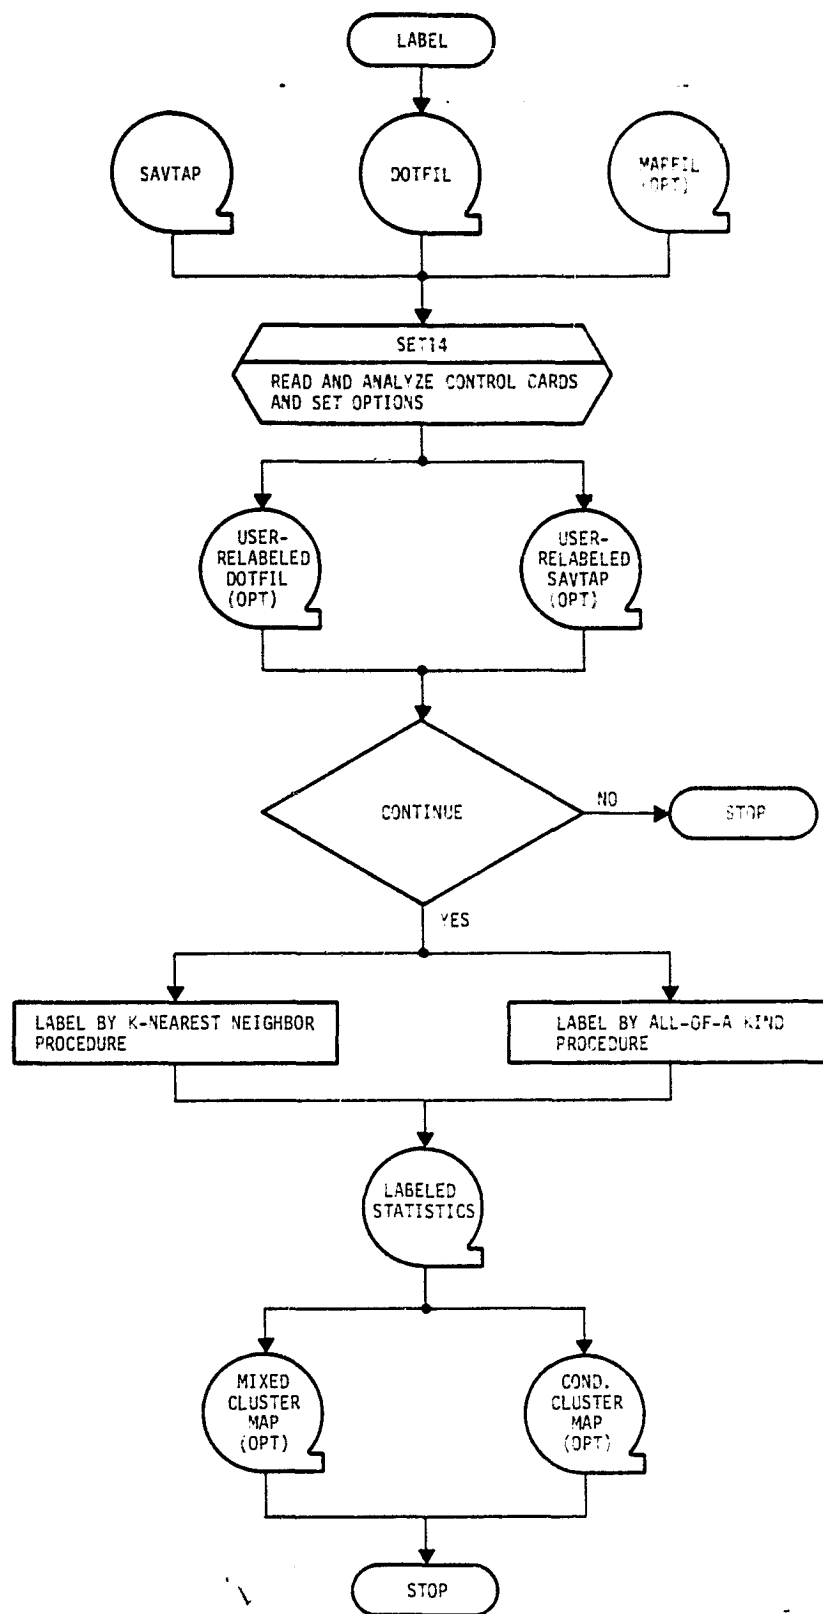 LABEL
SAVTAP
DOTFIL
MAPFIL
(OPT)
SET14
READ AND ANALYZE CONTROL CARDS
AND SET OPTIONS
USER-
RELABELED
DOTFIL
(OPT)
USER-
RELABELED
SAVTAP
(OPT)
CONTINUE
NO
STOP
YES
LABEL BY K-NEAREST NEIGHBOR
PROCEDURE
LABEL BY ALL-OF-A KIND
PROCEDURE
LABELED
STATISTICS
MIXED
CLUSTER
MAP
(OPT)
COND.
CLUSTER
MAP
(OPT)
STOP